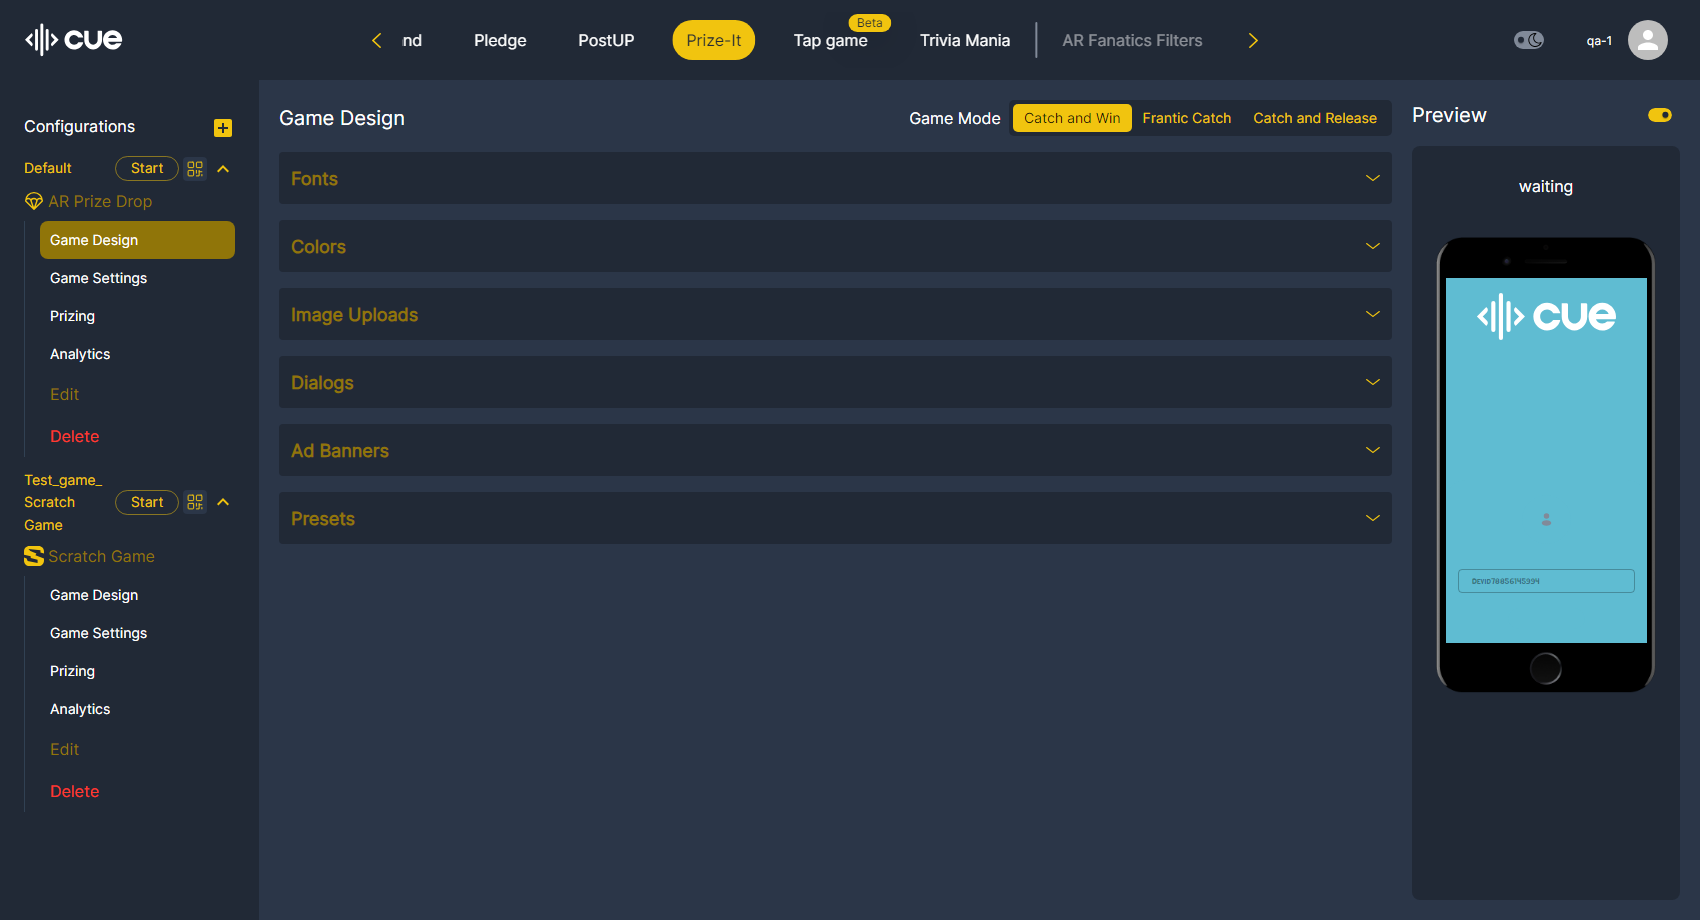 cue
nd
Pledge
PostUP
Prize-It
Beta
Tap game
Trivia Mania
AR Fanatics Filters
qa-1
Configurations
Default
Start
AR Prize Drop
Game Design
Game Settings
Prizing
Analytics
Edit
Delete
Test_game_
Scratch
Game
Start
Scratch Game
Game Design
Game Settings
Prizing
Analytics
Edit
Delete
Game Design
Game Mode
Catch and Win
Frantic Catch
Catch and Release
Fonts
Colors
Image Uploads
Dialogs
Ad Banners
Presets
Preview
waiting
cue